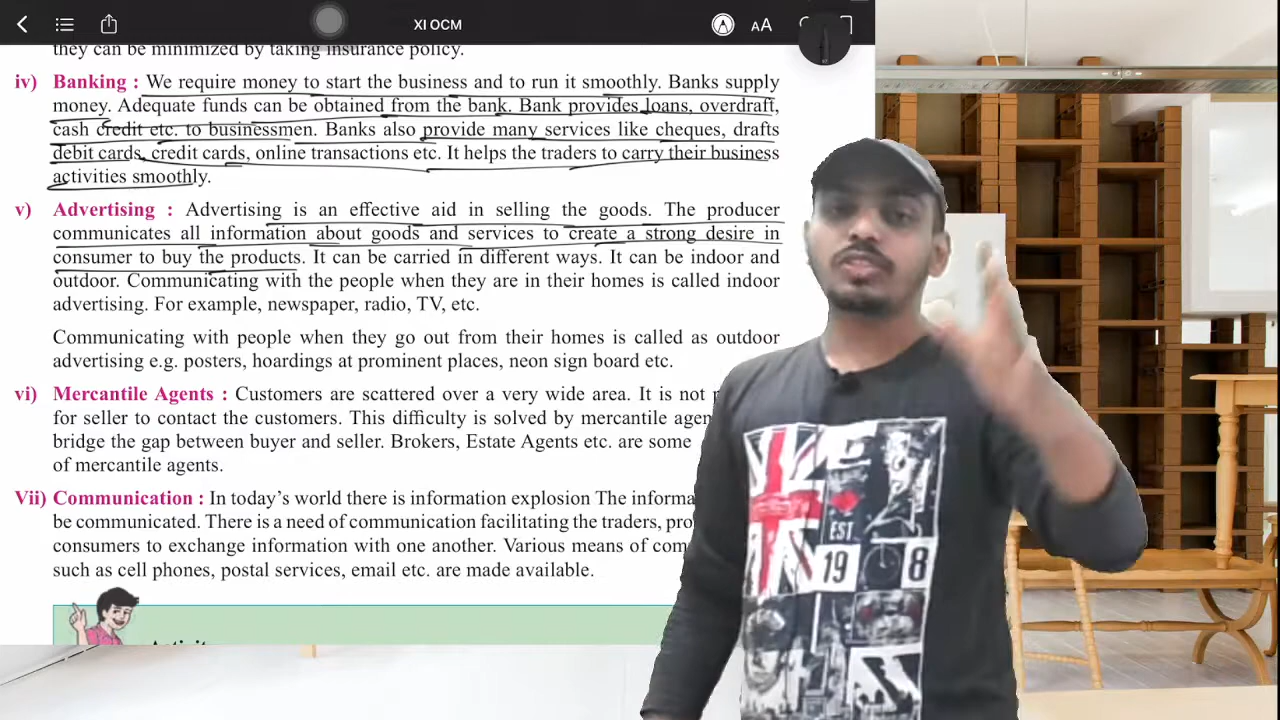 XI OCM
AA
they can be minimized by taking insurance policy.
iv) Banking : We require money to start the business and to run it smoothly. Banks supply
money. Adequate funds can be obtained from the bank. Bank provides loans, overdraft,
cash credit etc. to businessmen. Banks also provide many services like cheques, drafts
debit cards, credit cards, online transactions etc. It helps the traders to carry their business
activities smoothly.
v) Advertising : Advertising is an effective aid in selling the goods. The producer
communicates all information about goods and services to create a strong desire in
consumer to buy the products. It can be carried in different ways. It can be indoor and
outdoor. Communicating with the people when they are in their homes is called indoor
advertising. For example, newspaper, radio, TV, etc.
Communicating with people when they go out from their homes is called as outdoor
advertising e.g. posters, hoardings at prominent places, neon sign board etc.
vi) Mercantile Agents : Customers are scattered over a very wide area. It is not
for seller to contact the customers. This difficulty is solved by mercantile
bridge the gap between buyer and seller. Brokers, Estate Agents etc. are some
of mercantile agents.
Vii) Communication : In today's world there is information explosion The
be communicated. There is a need of communication facilitating the traders,
consumers to exchange information with one another. Various means of
such as cell phones, postal services, email etc. are made available.
EST
19 8